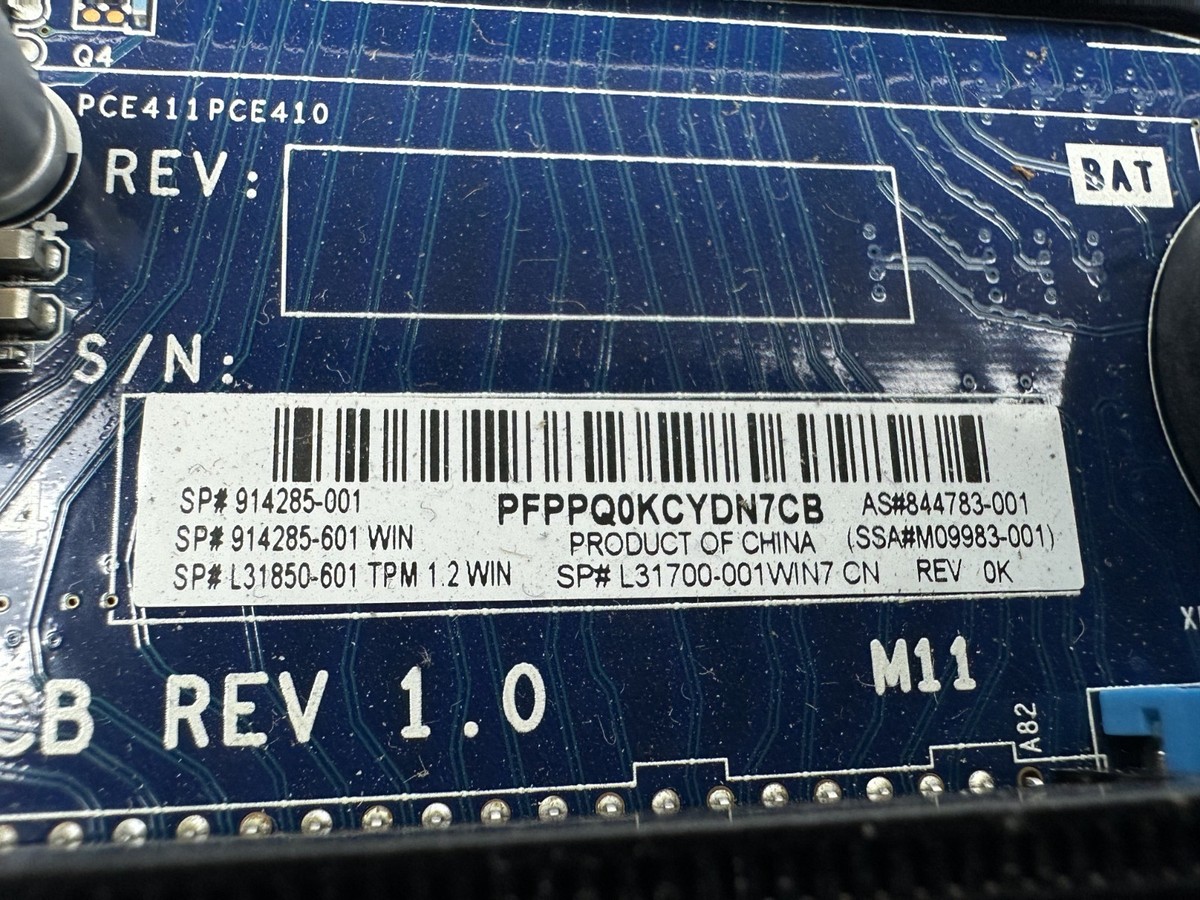 Q4
PCE411PCE410
REV:
BAT
S/N:
SP# 914285-001
PFPPQ0KCYDN7CB
AS#844783-001
SP# 914285-601 WIN
PRODUCT OF CHINA
(SSA#M09983-001)
SP# L31850-601 TPM 1.2 WIN
SP# L31700-001WIN7 CN
REV 0K
CB REV 1.0
M11
A82
X